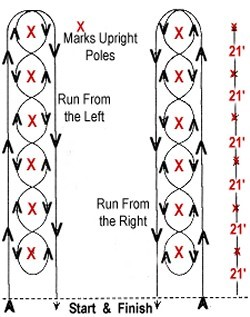 X
Marks Upright
Poles
Run From
the Left
Run From
the Right
X
X
X
X
X
X
X
X
X
X
X
X
x
21'
x
21'
x
21'
x
21'
x
21'
x
21'
Start & Finish